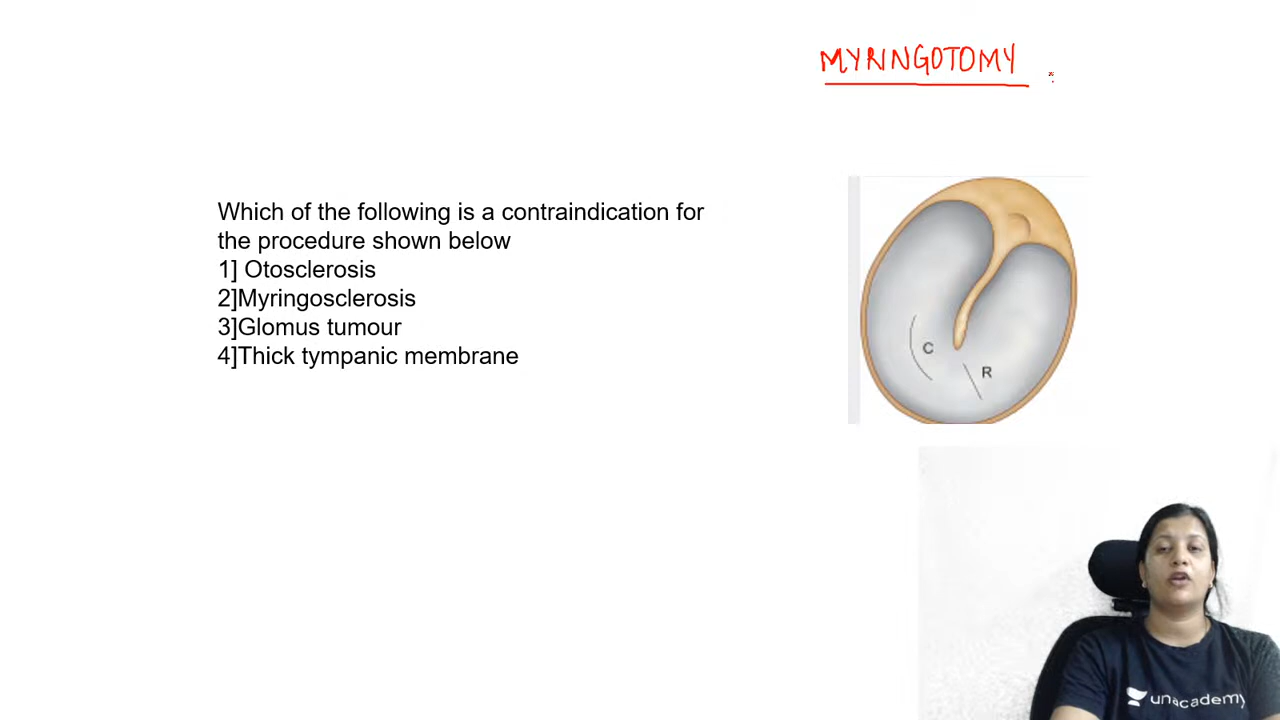 MYRINGOTOMY
Which of the following is a contraindication for
the procedure shown below
1] Otosclerosis
2]Myringosclerosis
3]Glomus tumour
4]Thick tympanic membrane
C
R
unacademy